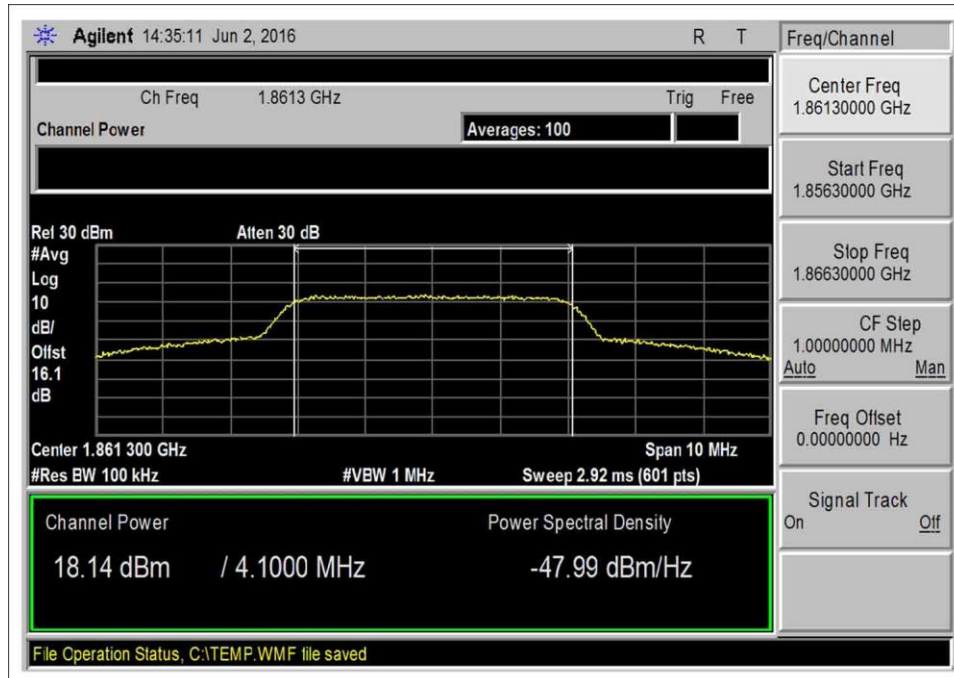 Agilent 14:35:11 Jun 2, 2016 R T
Ch Freq 1.8613 GHz Trig Free
Channel Power Averages: 100
Ref 30 dBm Atten 30 dB
#Avg
Log
10
dB/
Offst
16.1
dB
Center 1.861 300 GHz Span 10 MHz
#Res BW 100 kHz #VBW 1 MHz Sweep 2.92 ms (601 pts)
Channel Power Power Spectral Density
18.14 dBm / 4.1000 MHz -47.99 dBm/Hz
File Operation Status, C:\TEMP.WMF file saved
Freq/Channel
Center Freq
1.86130000 GHz
Start Freq
1.85630000 GHz
Stop Freq
1.86630000 GHz
CF Step
1.00000000 MHz
Auto Man
Freq Offset
0.00000000 Hz
Signal Track
On Off